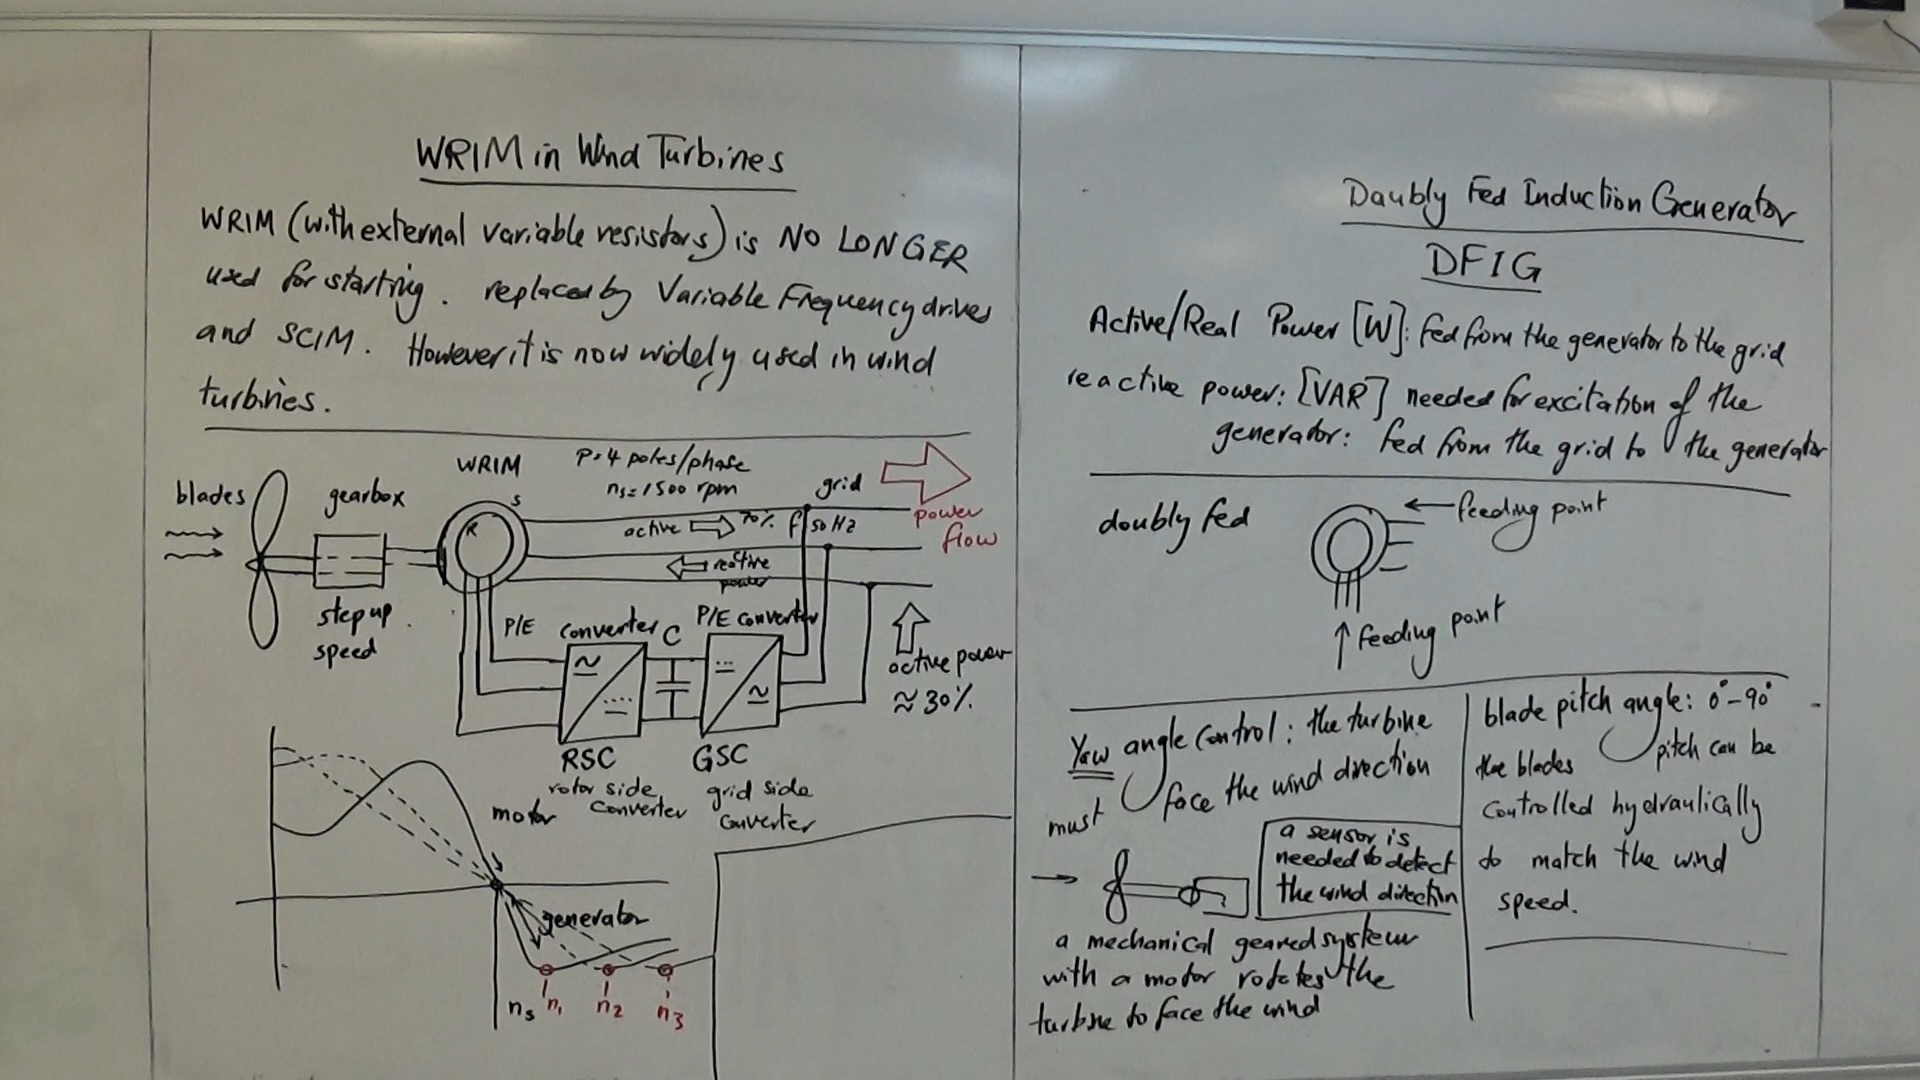 WRIM in Wind Turbines
WRIM (with external variable resistors) is NO LONGER
used for starting. replaced by Variable Frequency drives
and SCIM. However it is now widely used in wind
turbines.
blades
gearbox
step up
speed
WRIM
S
R
P=4 poles/phase
ns=1500 rpm
grid
active
70%
f
50 Hz
power
flow
reative
power
P/E
Converter
C
P/E Converter
~
...
active power
≈ 30%
RSC
rotor side
Converter
GSC
grid side
Converter
motor
generator
ns
n1
n2
n3
Daubly Fed Induction Generator
DFIG
Active/Real Power [W]: fed from the generator to the grid
reactive power: [VAR] needed for excitation of the
generator: fed from the grid to the generator
doubly fed
feeding point
feeding point
Yaw angle control: the turbine
must
face the wind direction
a sensor is
needed to detect
the wind direction
a mechanical geared system
with a motor rotates the
turbine to face the wind
blade pitch angle: 0°-90°
the blades
pitch can be
controlled hydraulically
to match the wind
speed.